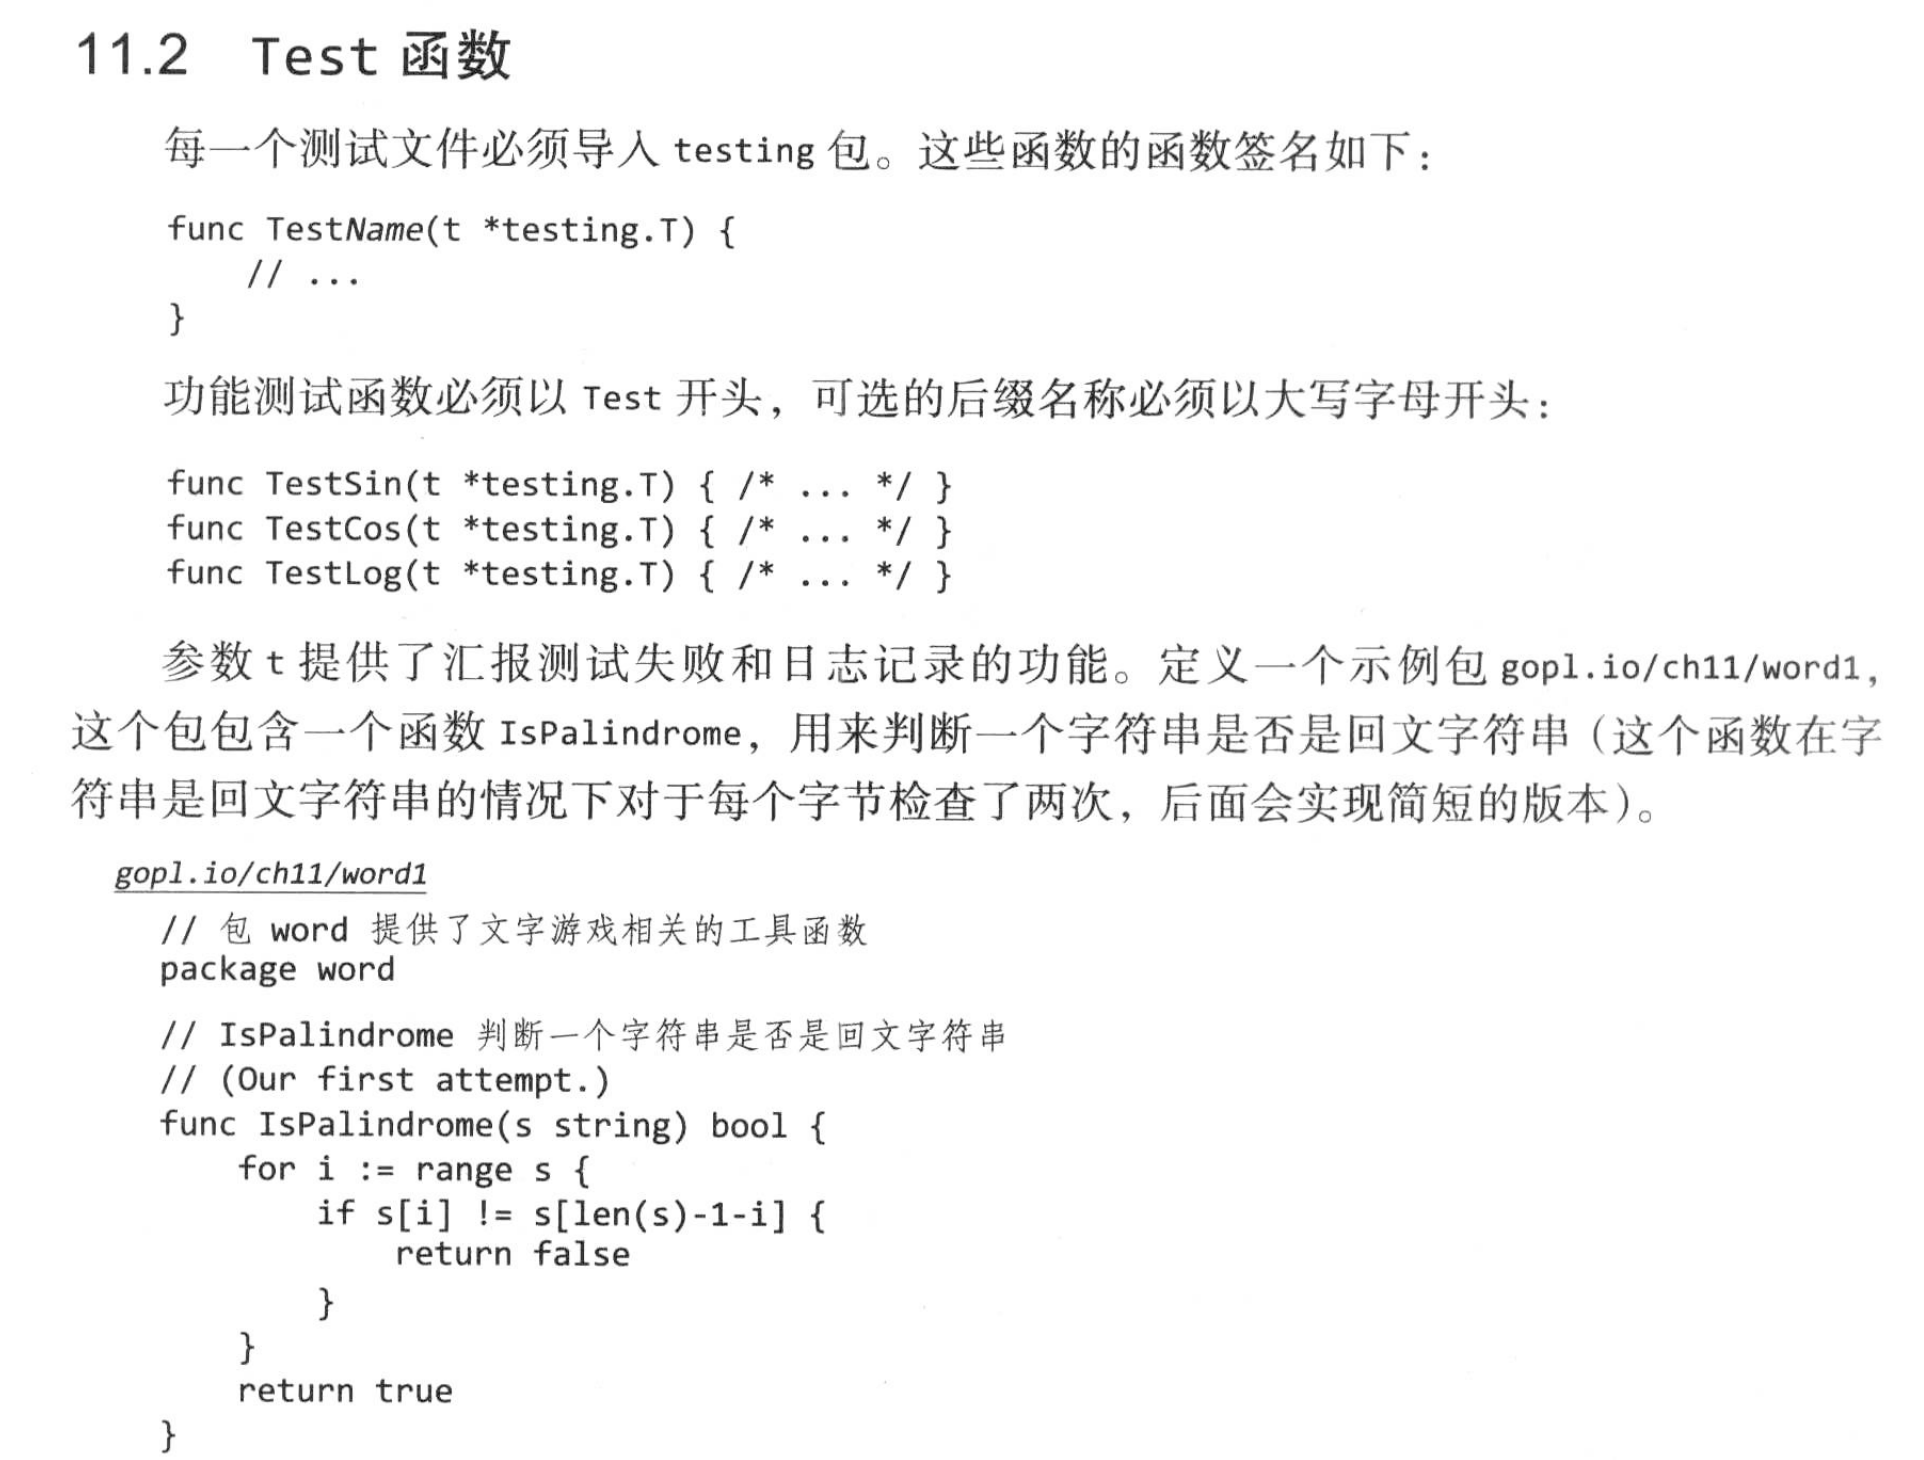 11.2 Test 函数
每一个测试文件必须导入 testing 包。这些函数的函数签名如下：
func TestName(t *testing.T) {
    // ...
}
功能测试函数必须以 Test 开头，可选的后缀名称必须以大写字母开头：
func TestSin(t *testing.T) { /* ... */ }
func TestCos(t *testing.T) { /* ... */ }
func TestLog(t *testing.T) { /* ... */ }
参数 t 提供了汇报测试失败和日志记录的功能。定义一个示例包 gopl.io/ch11/word1，
这个包包含一个函数 IsPalindrome，用来判断一个字符串是否是回文字符串（这个函数在字
符串是回文字符串的情况下对于每个字节检查了两次，后面会实现简短的版本）。
gopl.io/ch11/word1
// 包 word 提供了文字游戏相关的工具函数
package word
// IsPalindrome 判断一个字符串是否是回文字符串
// (Our first attempt.)
func IsPalindrome(s string) bool {
    for i := range s {
        if s[i] != s[len(s)-1-i] {
            return false
        }
    }
    return true
}